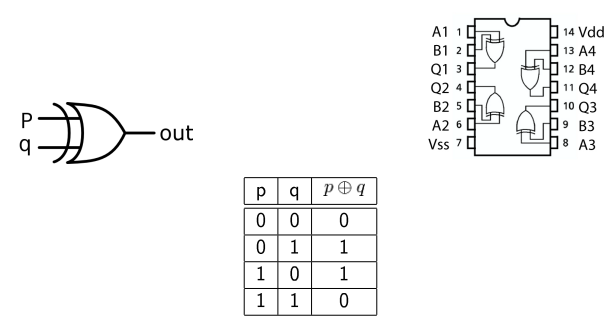 A1 1 14 Vdd
B1 2 13 A4
Q1 3 12 B4
Q2 4 11 Q4
B2 5 10 Q3
A2 6 9 B3
Vss 7 8 A3
p
q
out
p q p ⊕ q
0 0 0
0 1 1
1 0 1
1 1 0